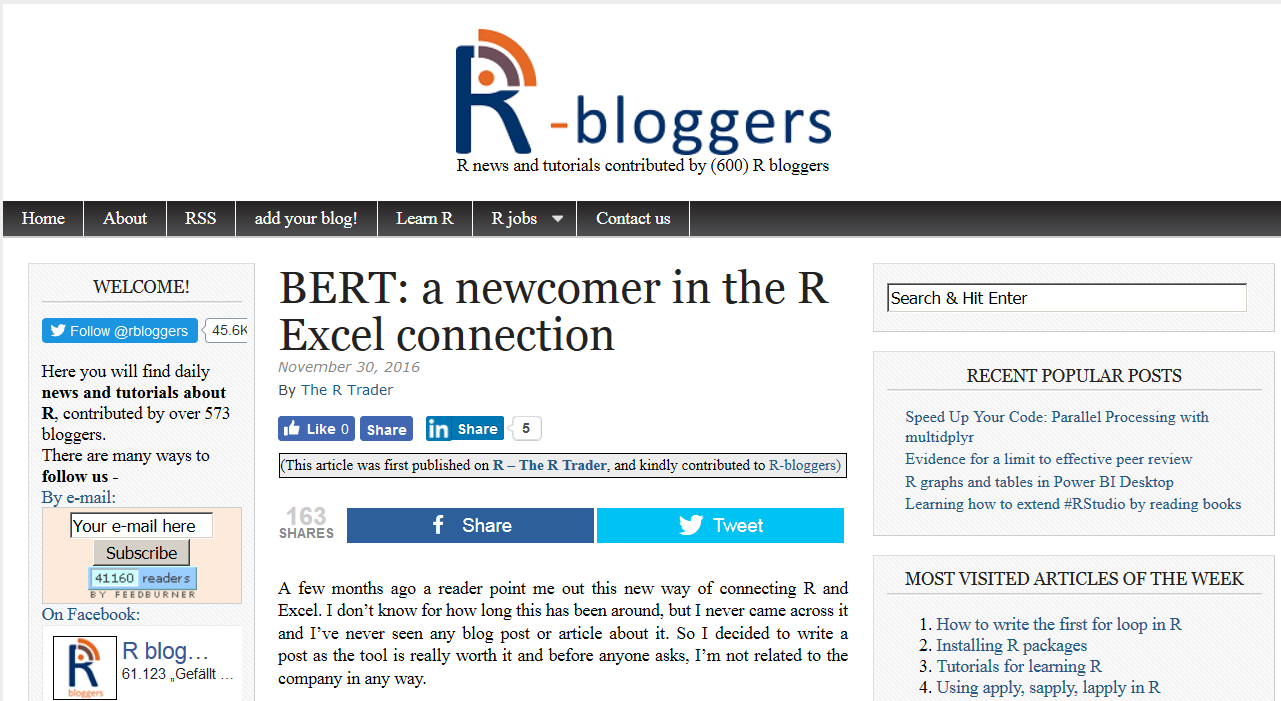 R-bloggers
R news and tutorials contributed by (600) R bloggers
Home
About
RSS
add your blog!
Learn R
R jobs
Contact us
WELCOME!
Follow @rbloggers
45.6K
Here you will find daily
news and tutorials about
R, contributed by over 573
bloggers.
There are many ways to
follow us -
By e-mail:
Your e-mail here
Subscribe
41160 readers
BY FEEDBURNER
On Facebook:
bloggers
R blog…
61.123 „Gefällt …
BERT: a newcomer in the R
Excel connection
November 30, 2016
By The R Trader
Like 0
Share
in Share
5
(This article was first published on R – The R Trader, and kindly contributed to R-bloggers)
163
SHARES
f Share
Tweet
A few months ago a reader point me out this new way of connecting R and
Excel. I don’t know for how long this has been around, but I never came across it
and I’ve never seen any blog post or article about it. So I decided to write a
post as the tool is really worth it and before anyone asks, I’m not related to the
company in any way.
Search & Hit Enter
RECENT POPULAR POSTS
Speed Up Your Code: Parallel Processing with
multidplyr
Evidence for a limit to effective peer review
R graphs and tables in Power BI Desktop
Learning how to extend #RStudio by reading books
MOST VISITED ARTICLES OF THE WEEK
1. How to write the first for loop in R
2. Installing R packages
3. Tutorials for learning R
4. Using apply, sapply, lapply in R